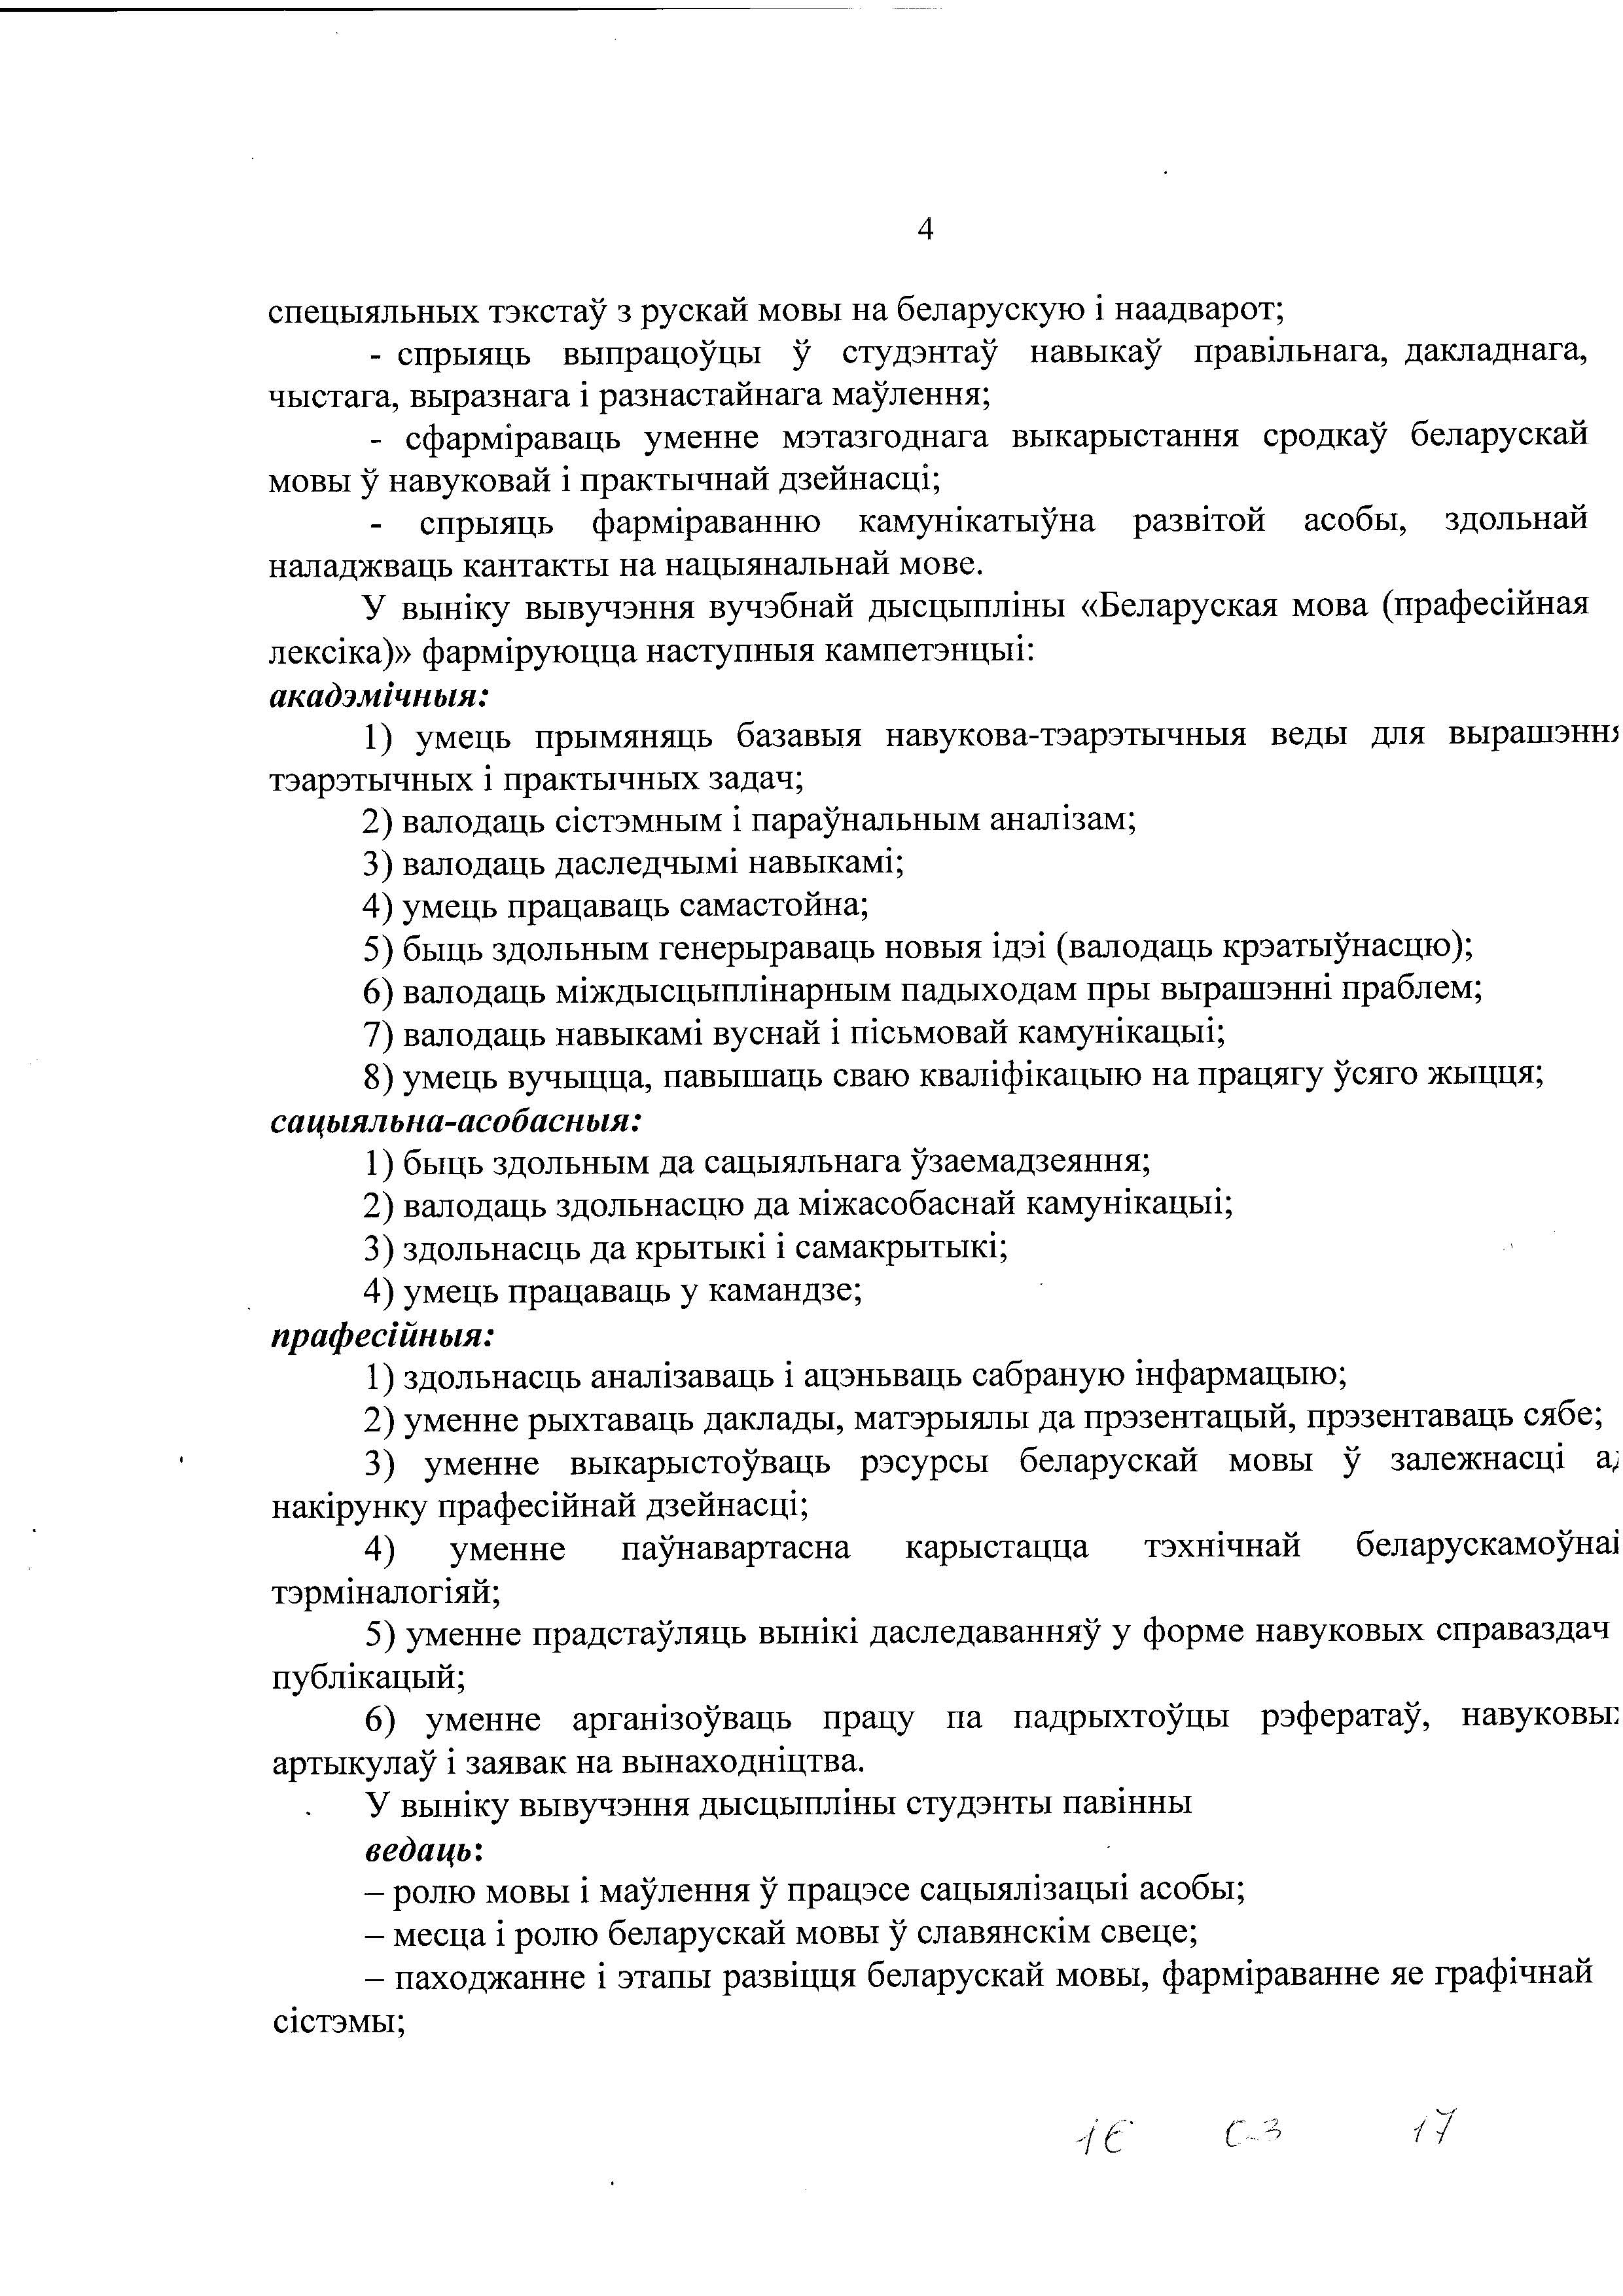 4
спецыяльных тэкстаў з рускай мовы на беларускую і наадварот;
- спрыяць выпрацоўцы ў студэнтаў навыкаў правільнага, дакладнага,
чыстага, выразнага і разнастайнага маўлення;
- сфарміраваць уменне мэтазгоднага выкарыстання сродкаў беларускай
мовы ў навуковай і практычнай дзейнасці;
- спрыяць фарміраванню камунікатыўна развітой асобы, здольнай
наладжваць кантакты на нацыянальнай мове.
У выніку вывучэння вучэбнай дысцыпліны «Беларуская мова (прафесійная
лексіка)» фарміруюцца наступныя кампетэнцыі:
акадэмічныя:
1) умець прымяняць базавыя навукова-тэарэтычныя веды для вырашэння
тэарэтычных і практычных задач;
2) валодаць сістэмным і параўнальным аналізам;
3) валодаць даследчымі навыкамі;
4) умець працаваць самастойна;
5) быць здольным генерыраваць новыя ідэі (валодаць крэатыўнасцю);
6) валодаць міждысцыплінарным падыходам пры вырашэнні праблем;
7) валодаць навыкамі вуснай і пісьмовай камунікацыі;
8) умець вучыцца, павышаць сваю кваліфікацыю на працягу ўсяго жыцця;
сацыяльна-асобасныя:
1) быць здольным да сацыяльнага ўзаемадзеяння;
2) валодаць здольнасцю да міжасобаснай камунікацыі;
3) здольнасць да крытыкі і самакрытыкі;
4) умець працаваць у камандзе;
прафесійныя:
1) здольнасць аналізаваць і ацэньваць сабраную інфармацыю;
2) уменне рыхтаваць даклады, матэрыялы да прэзентацый, прэзентаваць сябе;
3) уменне выкарыстоўваць рэсурсы беларускай мовы ў залежнасці ад
накірунку прафесійнай дзейнасці;
4) уменне паўнавартасна карыстацца тэхнічнай беларускамоўнай
тэрміналогіяй;
5) уменне прадстаўляць вынікі даследаванняў у форме навуковых справаздач
публікацый;
6) уменне арганізоўваць працу па падрыхтоўцы рэфератаў, навуковых
артыкулаў і заявак на вынаходніцтва.
У выніку вывучэння дысцыпліны студэнты павінны
ведаць:
– ролю мовы і маўлення ў працэсе сацыялізацыі асобы;
– месца і ролю беларускай мовы ў славянскім свеце;
– паходжанне і этапы развіцця беларускай мовы, фарміраванне яе графічнай
сістэмы;
17